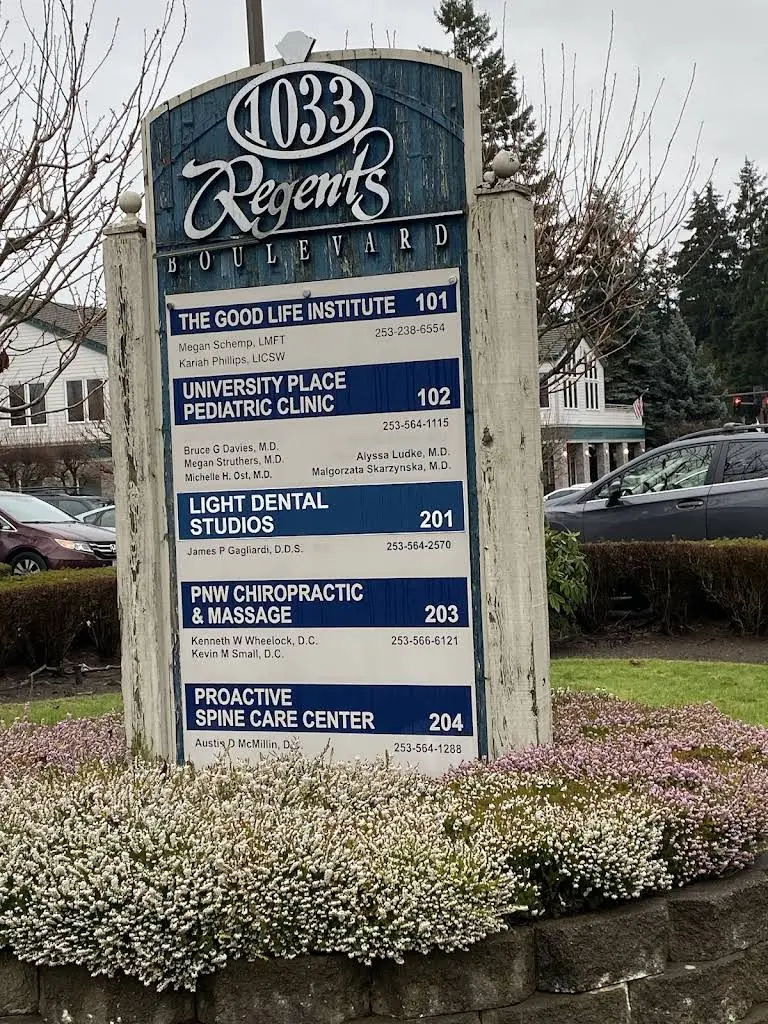 1033
Regents
BOULEVARD
THE GOOD LIFE INSTITUTE 101
Megan Schemp, LMFT 253-238-6554
Kariah Phillips, LICSW
UNIVERSITY PLACE
PEDIATRIC CLINIC 102
253-564-1115
Bruce G Davies, M.D. Alyssa Ludke, M.D.
Megan Struthers, M.D. Malgorzata Skarzynska, M.D.
Michelle H. Ost, M.D.
LIGHT DENTAL
STUDIOS 201
James P Gagliardi, D.D.S. 253-564-2570
PNW CHIROPRACTIC
& MASSAGE 203
Kenneth W Wheelock, D.C. 253-566-6121
Kevin M Small, D.C.
PROACTIVE
SPINE CARE CENTER 204
Austin D McMillin, 253-564-1288